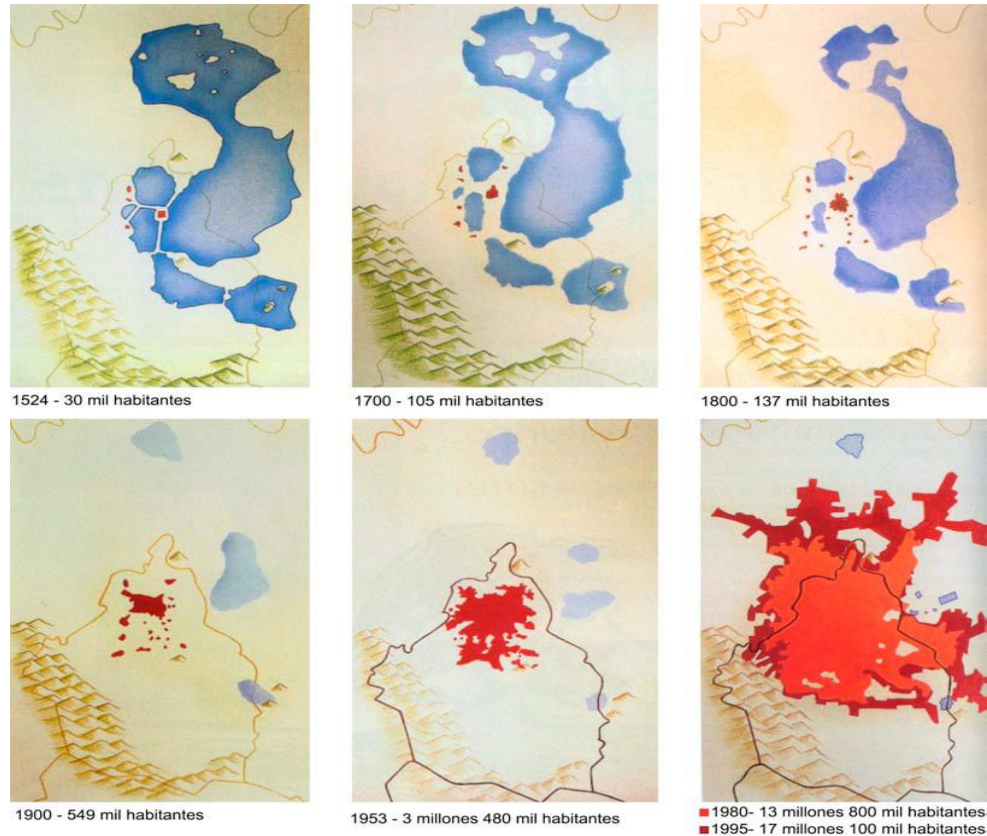 1524 - 30 mil habitantes
1700 - 105 mil habitantes
1800 - 137 mil habitantes
1900 - 549 mil habitantes
1953 - 3 millones 480 mil habitantes
1980- 13 millones 800 mil habitantes
1995- 17 millones 100 mil habitantes